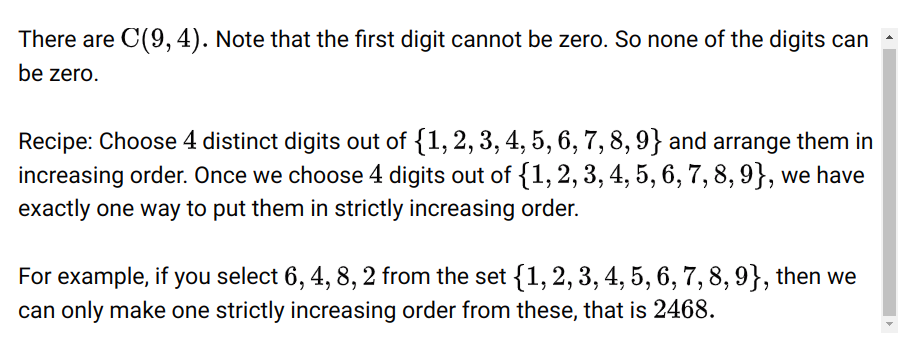 There are C(9, 4). Note that the first digit cannot be zero. So none of the digits can
be zero.
Recipe: Choose 4 distinct digits out of {1, 2, 3, 4, 5, 6, 7, 8, 9} and arrange them in
increasing order. Once we choose 4 digits out of {1, 2, 3, 4, 5, 6, 7, 8, 9}, we have
exactly one way to put them in strictly increasing order.
For example, if you select 6, 4, 8, 2 from the set {1, 2, 3, 4, 5, 6, 7, 8, 9}, then we
can only make one strictly increasing order from these, that is 2468.